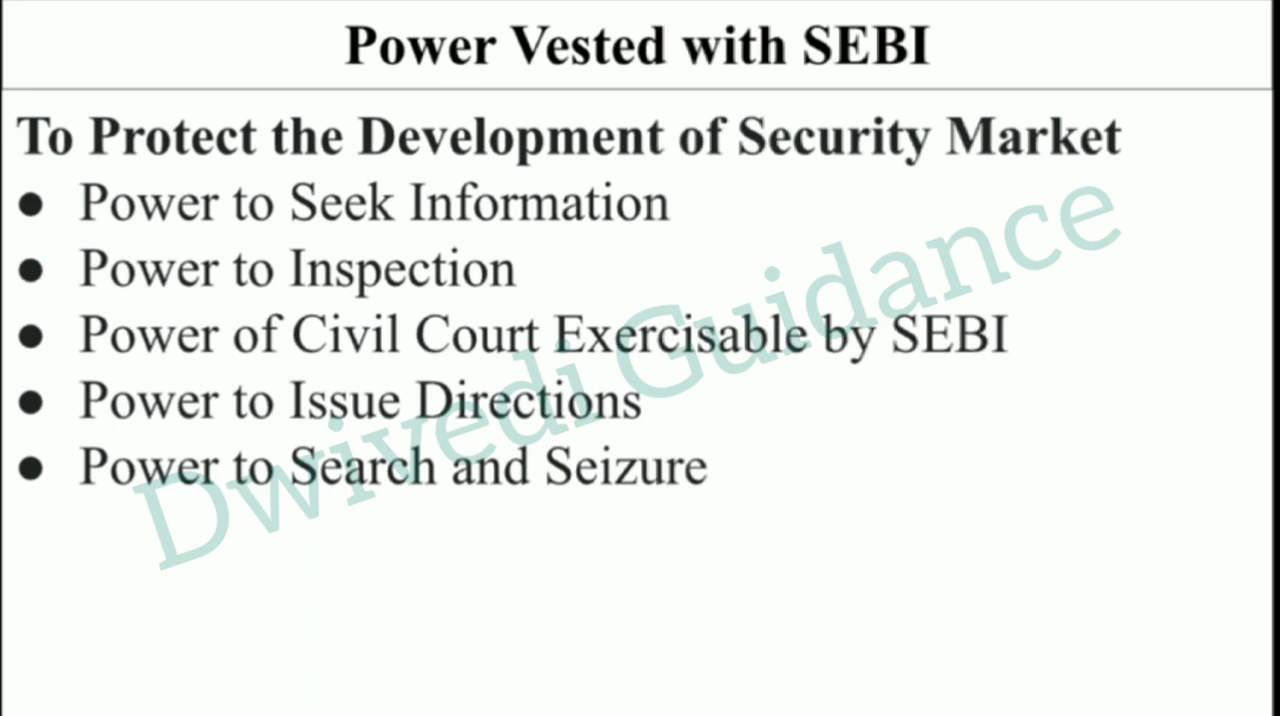 Power Vested with SEBI
To Protect the Development of Security Market
● Power to Seek Information
● Power to Inspection
● Power of Civil Court Exercisable by SEBI
● Power to Issue Directions
● Power to Search and Seizure
Dwivedi Guidance